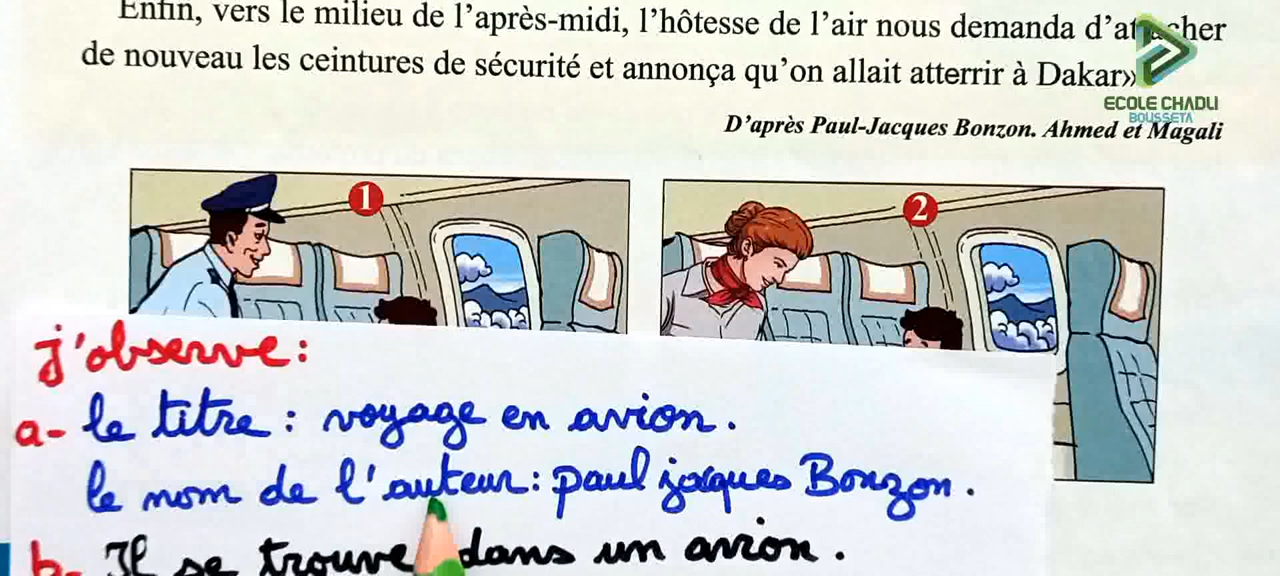 Enfin, vers le milieu de l'après-midi, l'hôtesse de l'air nous demanda d'attacher
de nouveau les ceintures de sécurité et annonça qu'on allait atterrir à Dakar»
ECOLE CHADLI
BOUSSETA
D'après Paul-Jacques Bonzon. Ahmed et Magali
1
2
j'observe:
a- le titre : voyage en avion.
le nom de l'auteur : paul jacques Bonzon.
b- Il se trouve dans un avion.